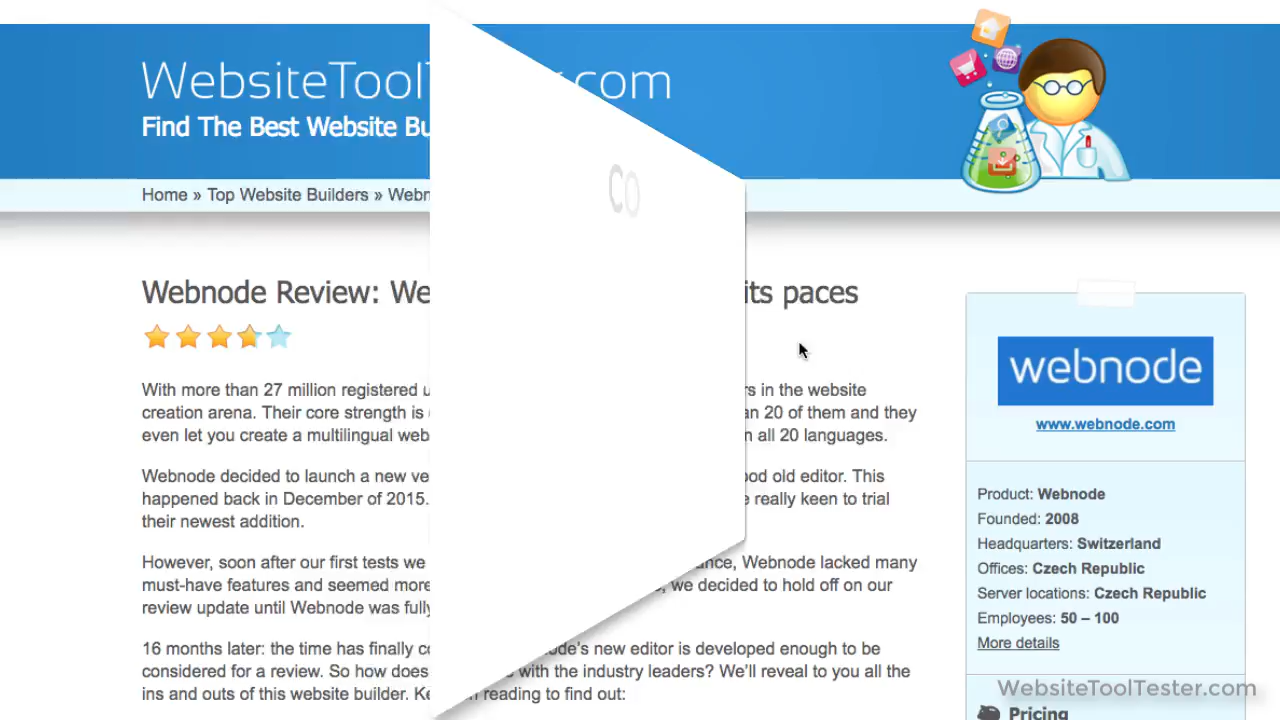 WebsiteToolT r.com
Find The Best Website Bu
Home » Top Website Builders » Webn
CO
Webnode Review: We its paces
webnode
www.webnode.com
With more than 27 million registered u rs in the website
creation arena. Their core strength is an 20 of them and they
even let you create a multilingual web n all 20 languages.
Webnode decided to launch a new ve ood old editor. This
happened back in December of 2015. e really keen to trial
their newest addition.
However, soon after our first tests we nce, Webnode lacked many
must-have features and seemed more , we decided to hold off on our
review update until Webnode was fully
16 months later: the time has finally co ode's new editor is developed enough to be
considered for a review. So how does with the industry leaders? We'll reveal to you all the
ins and outs of this website builder. Ke reading to find out:
Product: Webnode
Founded: 2008
Headquarters: Switzerland
Offices: Czech Republic
Server locations: Czech Republic
Employees: 50 – 100
More details
WebsiteToolTester.com
Pricing